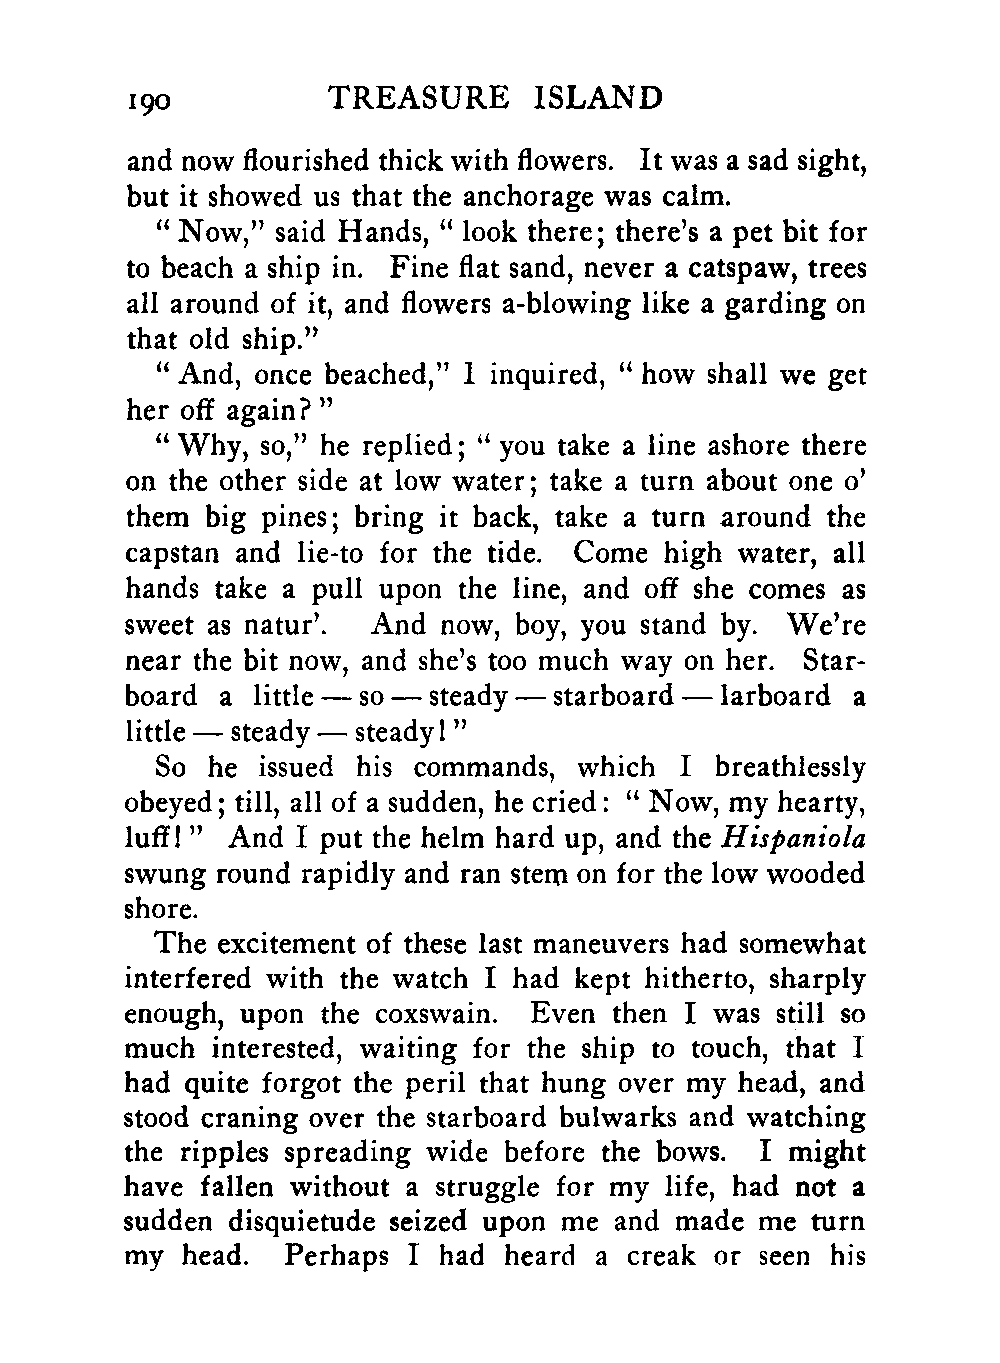 190 TREASURE ISLAND
and now flourished thick with flowers. It was a sad sight,
but it showed us that the anchorage was calm.
“ Now,” said Hands, “ look there; there’s a pet bit for
to beach a ship in. Fine flat sand, never a catspaw, trees
all around of it, and flowers a-blowing like a garding on
that old ship.”
“ And, once beached,” I inquired, “ how shall we get
her off again? ”
“ Why, so,” he replied; “ you take a line ashore there
on the other side at low water; take a turn about one o’
them big pines; bring it back, take a turn around the
capstan and lie-to for the tide. Come high water, all
hands take a pull upon the line, and off she comes as
sweet as natur’. And now, boy, you stand by. We’re
near the bit now, and she’s too much way on her. Star-
board a little — so — steady — starboard — larboard a
little — steady — steady! ”
So he issued his commands, which I breathlessly
obeyed; till, all of a sudden, he cried: “ Now, my hearty,
luff! ” And I put the helm hard up, and the Hispaniola
swung round rapidly and ran stem on for the low wooded
shore.
The excitement of these last maneuvers had somewhat
interfered with the watch I had kept hitherto, sharply
enough, upon the coxswain. Even then I was still so
much interested, waiting for the ship to touch, that I
had quite forgot the peril that hung over my head, and
stood craning over the starboard bulwarks and watching
the ripples spreading wide before the bows. I might
have fallen without a struggle for my life, had not a
sudden disquietude seized upon me and made me turn
my head. Perhaps I had heard a creak or seen his